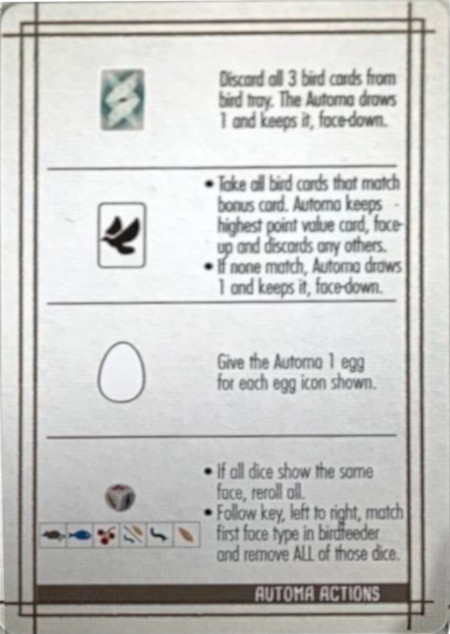 Discard all 3 bird cards from
bird tray. The Automa draws
1 and keeps it, face-down.
• Take all bird cards that match
bonus card. Automa keeps -
highest point value card, face-
up and discards any others.
• If none match, Automa draws
1 and keeps it, face-down.
Give the Automa 1 egg
for each egg icon shown.
• If all dice show the same
face, reroll all.
• Follow key, left to right, match
first face type in birdfeeder
and remove ALL of those dice.
AUTOMA ACTIONS